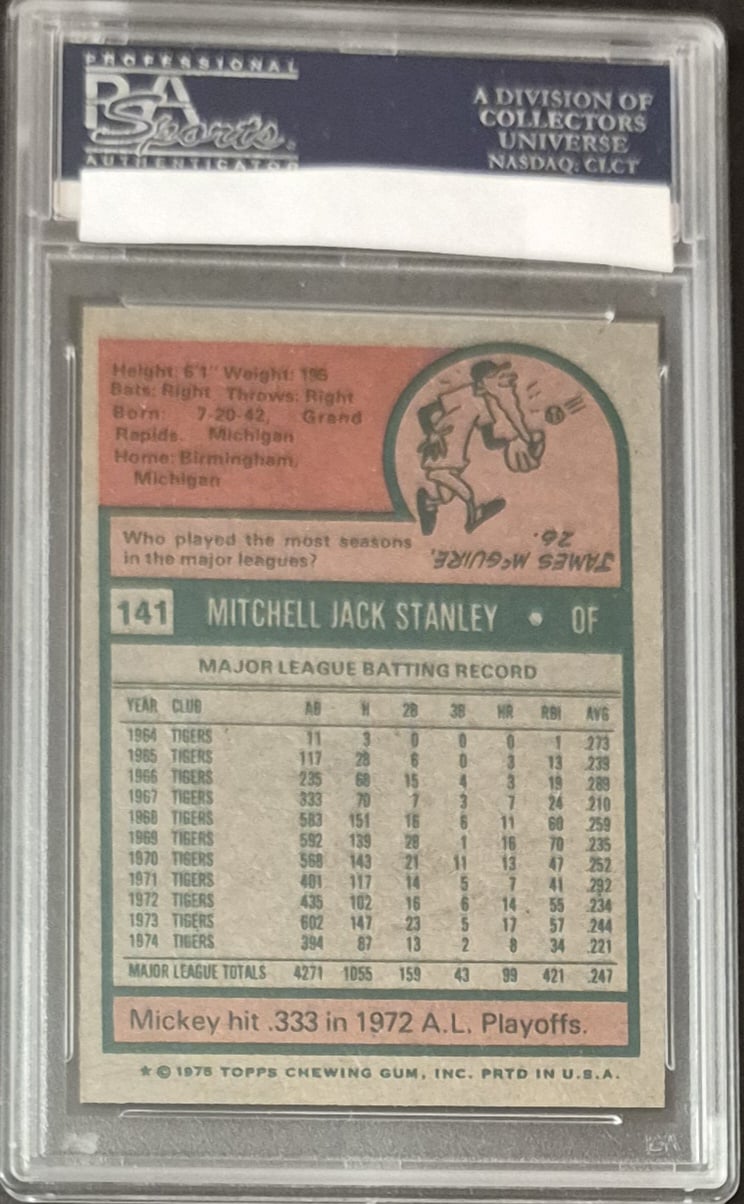 PROFESSIONAL
PSA
Sports
AUTHENTICATOR
A DIVISION OF
COLLECTORS
UNIVERSE
NASDAQ: CLCT
Height: 6'1" Weight: 195
Bats: Right Throws: Right
Born: 7-20-42, Grand
Rapids. Michigan
Home: Birmingham,
Michigan
Who played the most seasons
in the major leagues?
JAMES McGUIRE,
26.
141 MITCHELL JACK STANLEY • OF
MAJOR LEAGUE BATTING RECORD
YEAR CLUB AB H 2B 3B HR RBI AVG
1964 TIGERS 11 3 0 0 0 1 .273
1965 TIGERS 117 28 6 0 3 13 .239
1966 TIGERS 235 68 15 4 3 19 .289
1967 TIGERS 333 70 7 3 7 24 .210
1968 TIGERS 583 151 16 6 11 60 .259
1969 TIGERS 592 139 28 1 16 70 .235
1970 TIGERS 568 143 21 11 13 47 .252
1971 TIGERS 401 117 14 5 7 41 .292
1972 TIGERS 435 102 16 6 14 55 .234
1973 TIGERS 602 147 23 5 17 57 .244
1974 TIGERS 394 87 13 2 8 34 .221
MAJOR LEAGUE TOTALS 4271 1055 159 43 99 421 .247
Mickey hit .333 in 1972 A.L. Playoffs.
★ © 1975 TOPPS CHEWING GUM, INC. PRTD IN U.S.A.